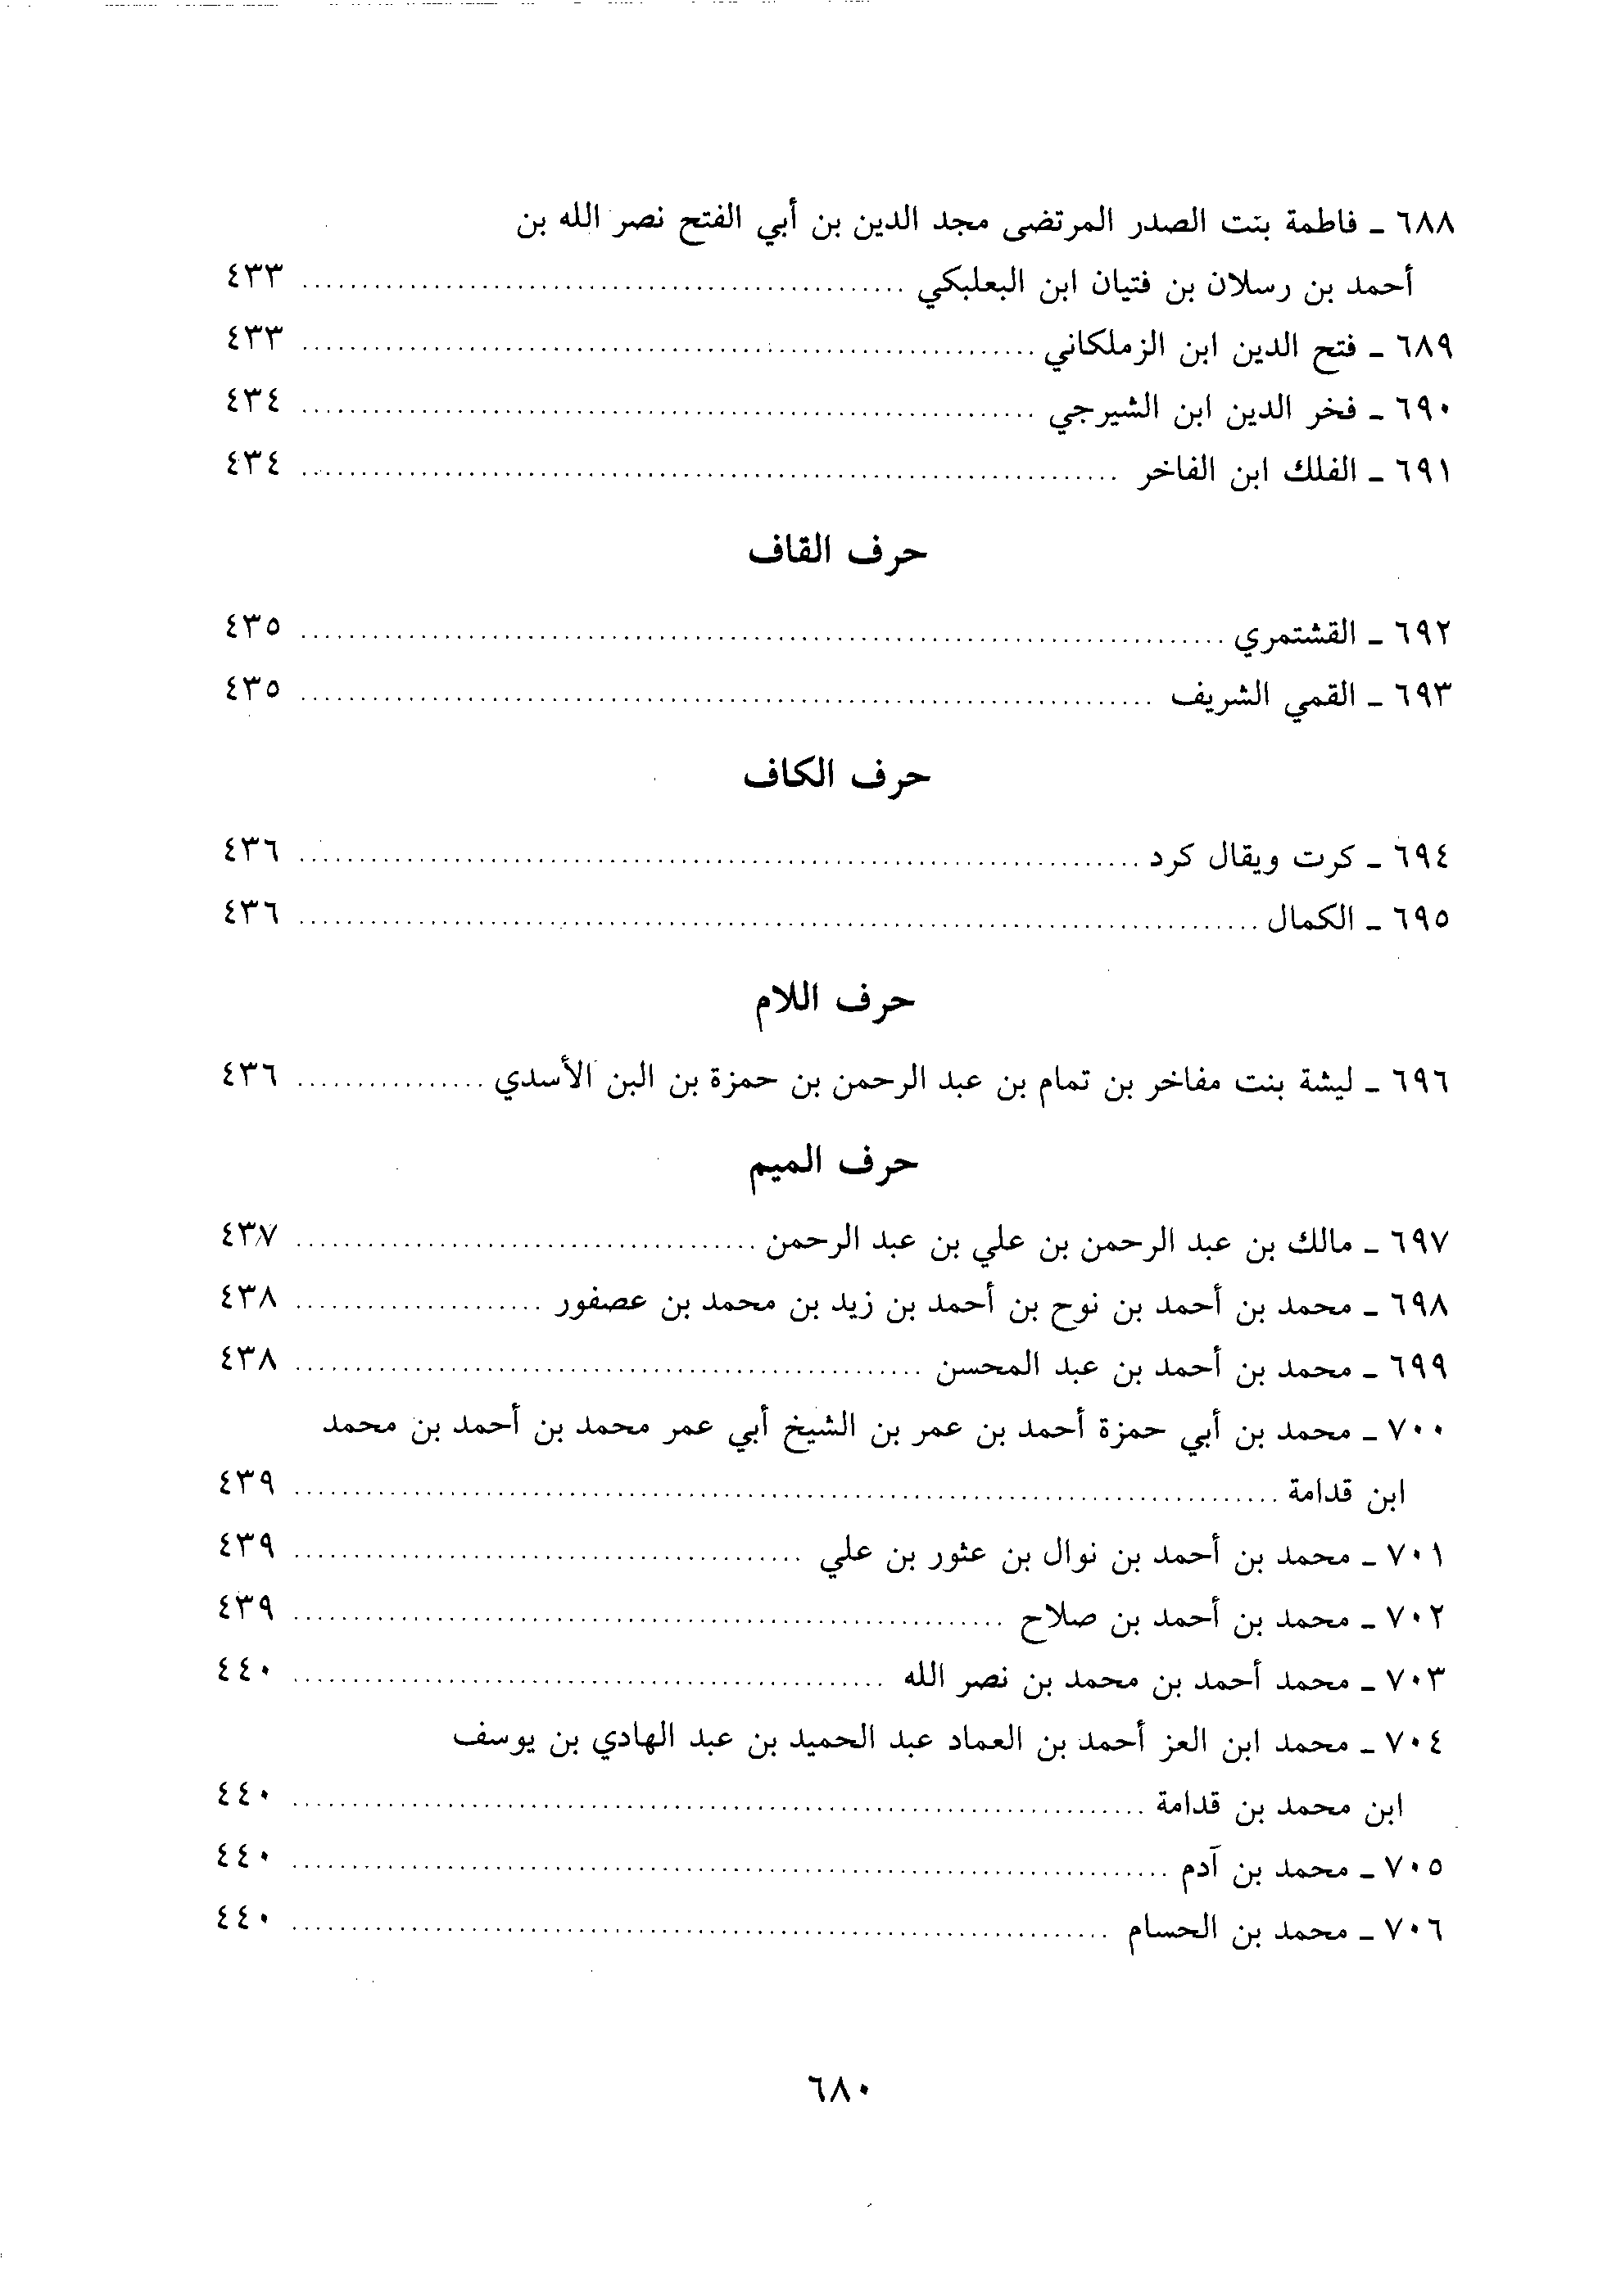 ٦٨٨ ـ فاطمة بنت الصدر المرتضى مجد الدين بن أبي الفتح نصر الله بن
أحمد بن رسلان بن فتيان ابن البعلبكي ........ ٤٣٣
٦٨٩ ـ فتح الدين ابن الزملكاني ........ ٤٣٣
٦٩٠ ـ فخر الدين ابن الشيرجي ........ ٤٣٤
٦٩١ ـ الفلك ابن الفاخر ........ ٤٣٤
حرف القاف
٦٩٢ ـ القشتمري ........ ٤٣٥
٦٩٣ ـ القمي الشريف ........ ٤٣٥
حرف الكاف
٦٩٤ ـ كرت ويقال كرد ........ ٤٣٦
٦٩٥ ـ الكمال ........ ٤٣٦
حرف اللام
٦٩٦ ـ ليشة بنت مفاخر بن تمام بن عبد الرحمن بن حمزة بن البن الأسدي ........ ٤٣٦
حرف الميم
٦٩٧ ـ مالك بن عبد الرحمن بن علي بن عبد الرحمن ........ ٤٣٧
٦٩٨ ـ محمد بن أحمد بن نوح بن أحمد بن زيد بن محمد بن عصفور ........ ٤٣٨
٦٩٩ ـ محمد بن أحمد بن عبد المحسن ........ ٤٣٨
٧٠٠ ـ محمد بن أبي حمزة أحمد بن عمر بن الشيخ أبي عمر محمد بن أحمد بن محمد
ابن قدامة ........ ٤٣٩
٧٠١ ـ محمد بن أحمد بن نوال بن عثور بن علي ........ ٤٣٩
٧٠٢ ـ محمد بن أحمد بن صلاح ........ ٤٣٩
٧٠٣ ـ محمد أحمد بن محمد بن نصر الله ........ ٤٤٠
٧٠٤ ـ محمد ابن العز أحمد بن العماد عبد الحميد بن عبد الهادي بن يوسف
ابن محمد بن قدامة ........ ٤٤٠
٧٠٥ ـ محمد بن آدم ........ ٤٤٠
٧٠٦ ـ محمد بن الحسام ........ ٤٤٠
٦٨٠